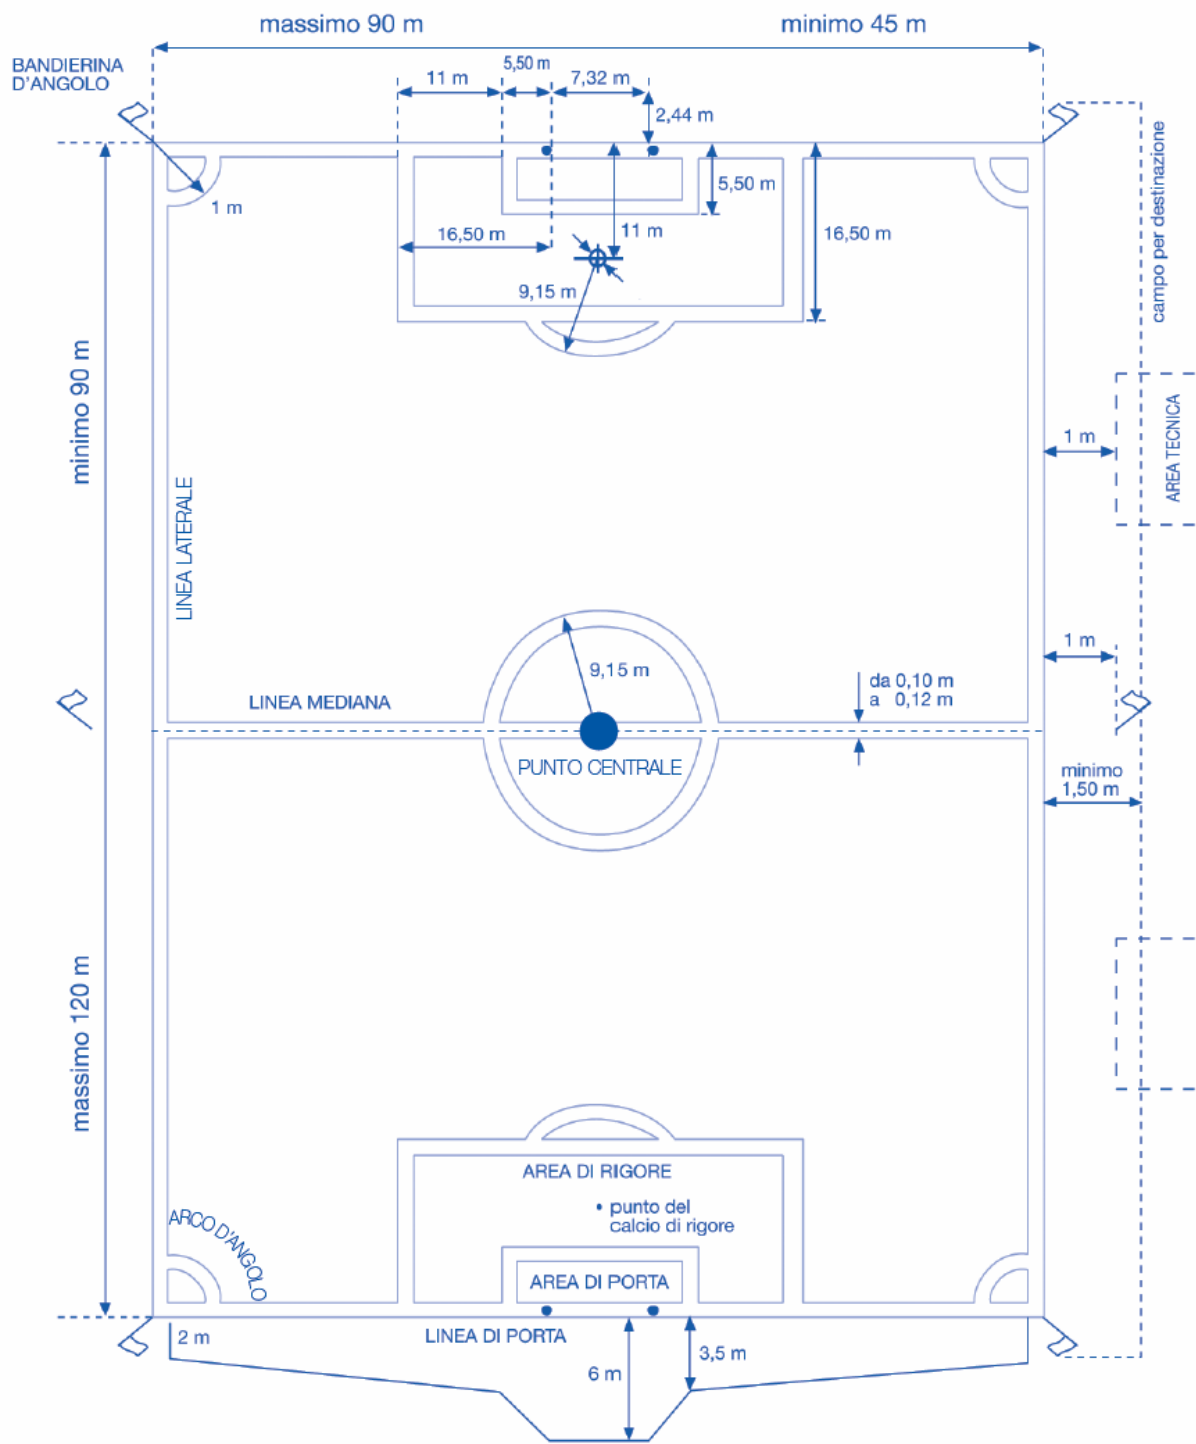 massimo 90 m
minimo 45 m
BANDIERINA
D'ANGOLO
5,50 m
11 m
7,32 m
2,44 m
1 m
5,50 m
16,50 m
11 m
16,50 m
9,15 m
campo per destinazione
minimo 90 m
AREA TECNICA
1 m
LINEA LATERALE
1 m
9,15 m
da 0,10 m
a 0,12 m
LINEA MEDIANA
PUNTO CENTRALE
minimo
1,50 m
massimo 120 m
AREA DI RIGORE
• punto del
calcio di rigore
ARCO D'ANGOLO
AREA DI PORTA
2 m
LINEA DI PORTA
3,5 m
6 m